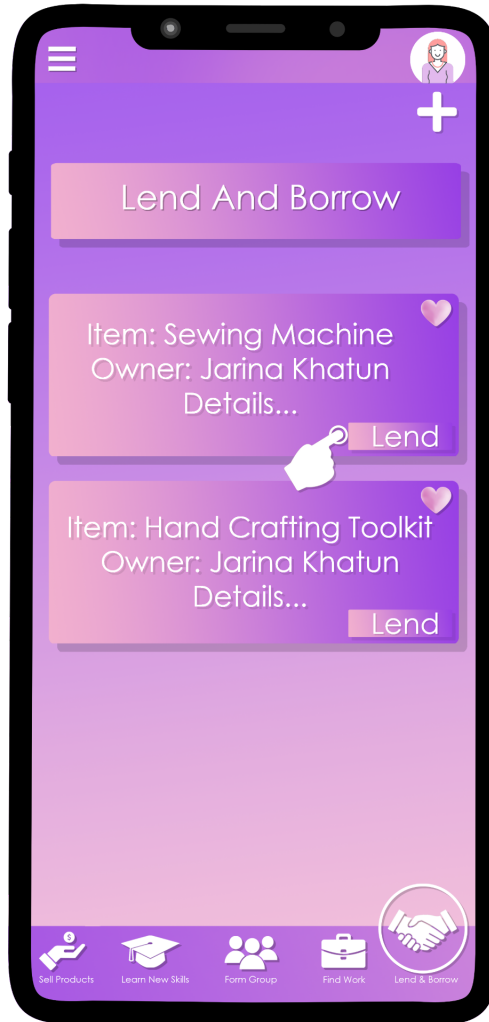 Lend And Borrow
Item: Sewing Machine
Owner: Jarina Khatun
Details...
Lend
Item: Hand Crafting Toolkit
Owner: Jarina Khatun
Details...
Lend
$
Sell Products
Learn New Skills
Form Group
Find Work
Lend & Borrow